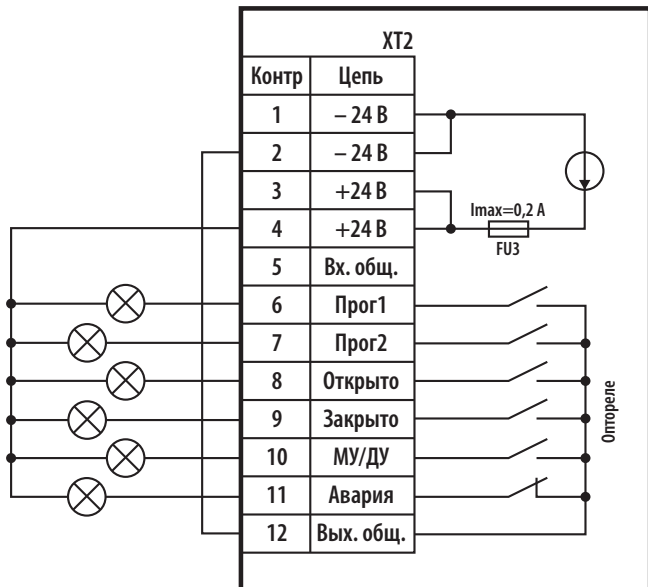 XT2
Контр Цепь
1 – 24 В
2 – 24 В
3 +24 В
4 +24 В
Imax=0,2 А
FU3
5 Вх. общ.
6 Прог1
7 Прог2
8 Открыто
9 Закрыто
10 МУ/ДУ
11 Авария
12 Вых. общ.
Оптореле